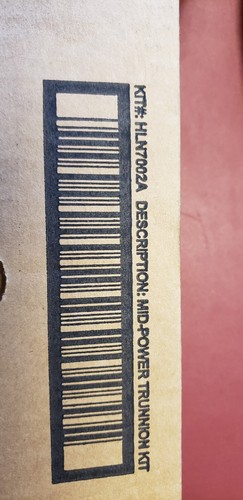 KIT#: HLN7002A DESCRIPTION: MID-POWER TRUNNION KIT